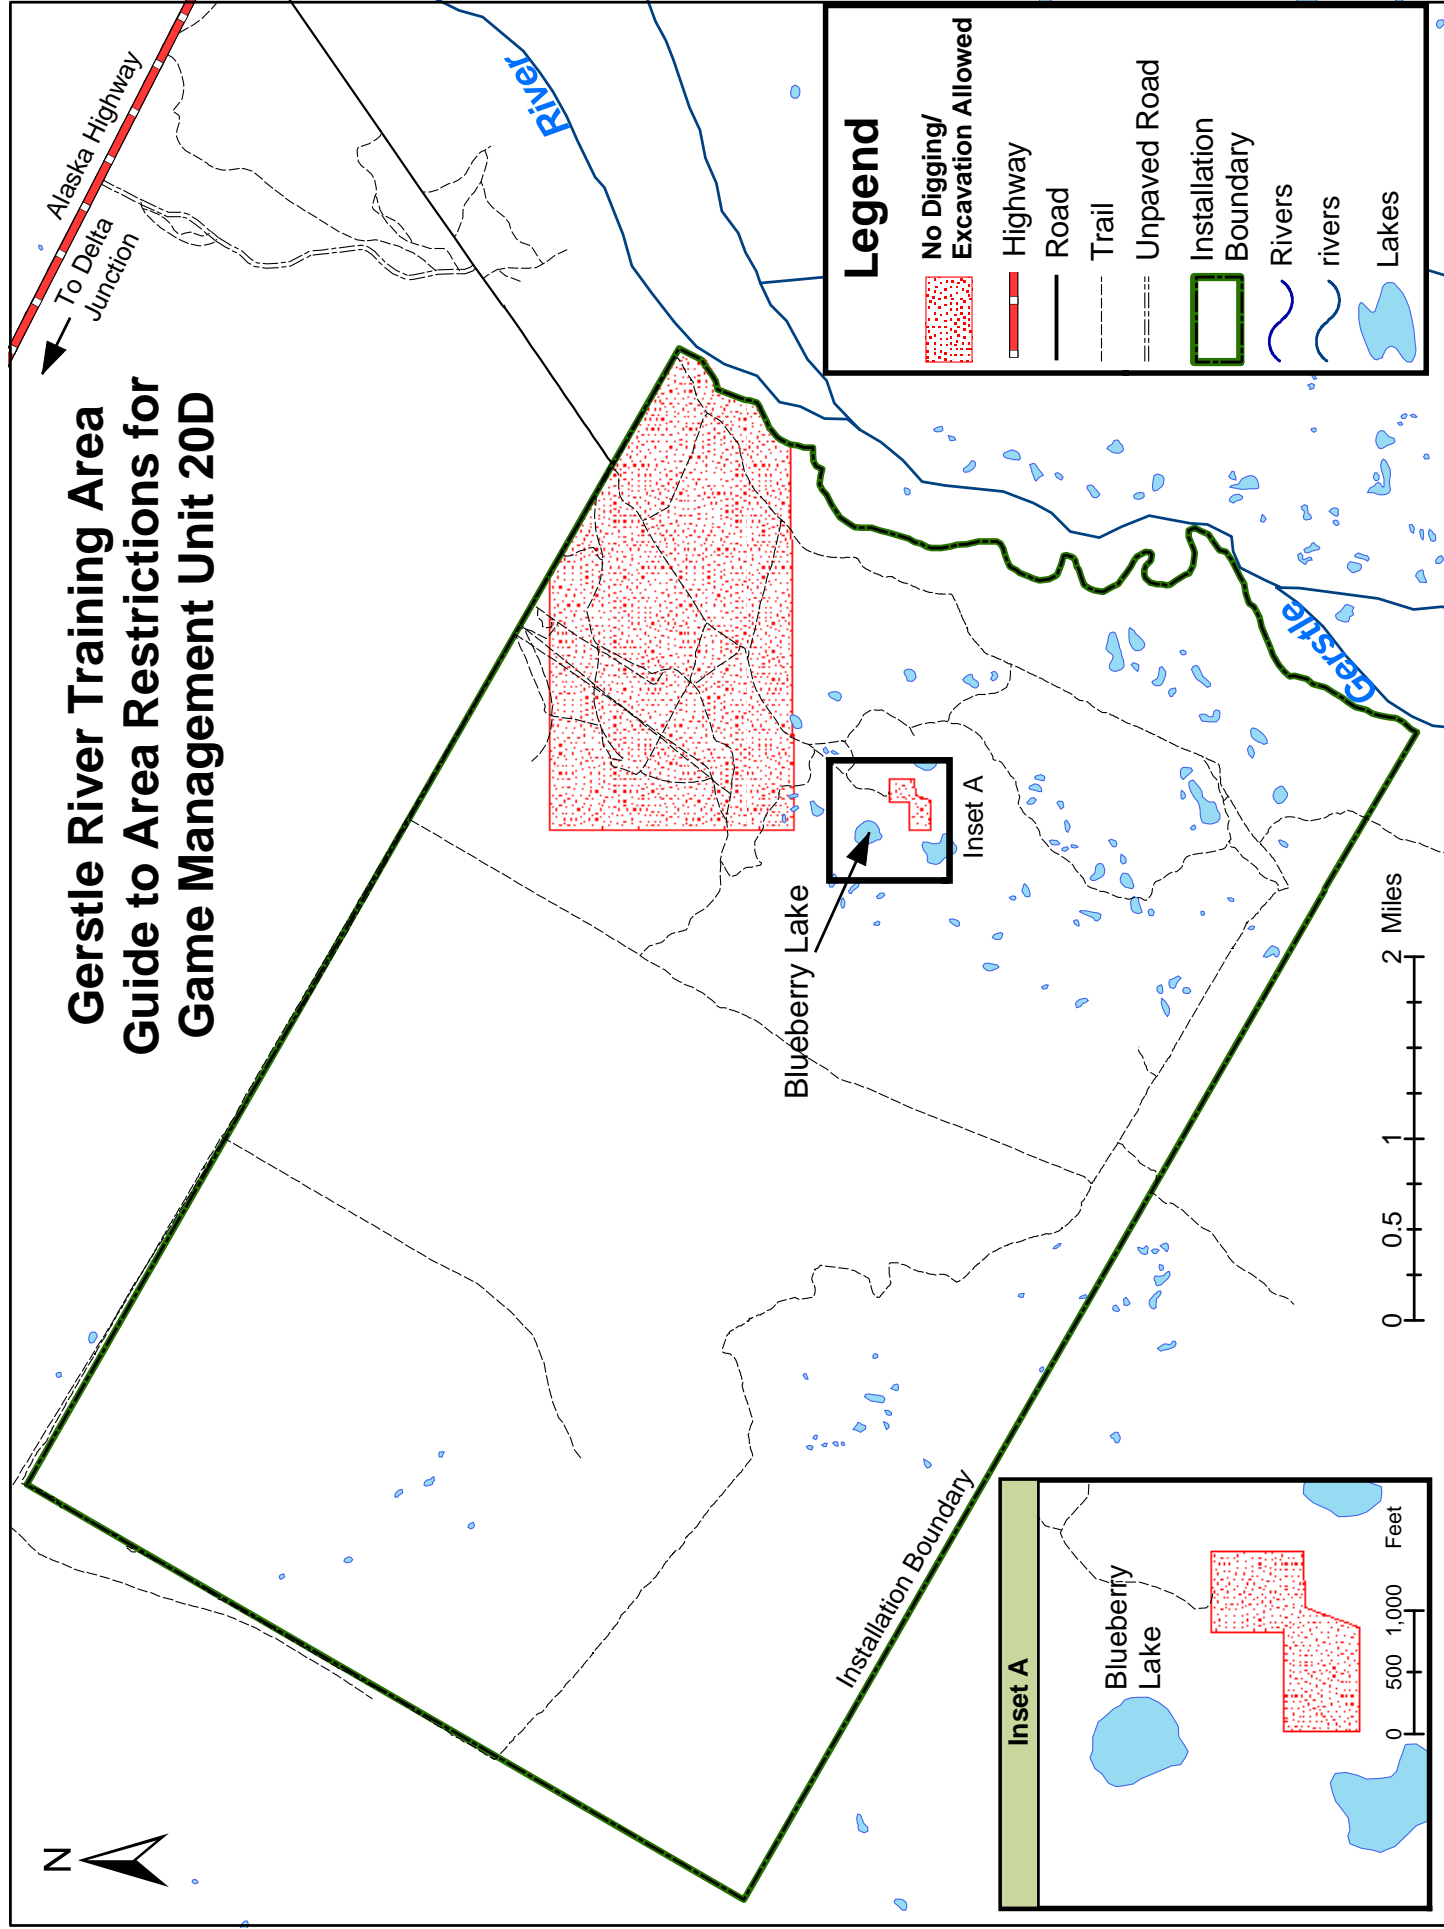 Gerstle River Training Area
Guide to Area Restrictions for
Game Management Unit 20D
N
Alaska Highway
To Delta
Junction
River
Gerstle
Blueberry Lake
Inset A
Installation Boundary
0 0.5 1 2 Miles
Inset A
Blueberry
Lake
0 500 1,000 Feet
Legend
No Digging/
Excavation Allowed
Highway
Road
Trail
Unpaved Road
Installation
Boundary
Rivers
rivers
Lakes